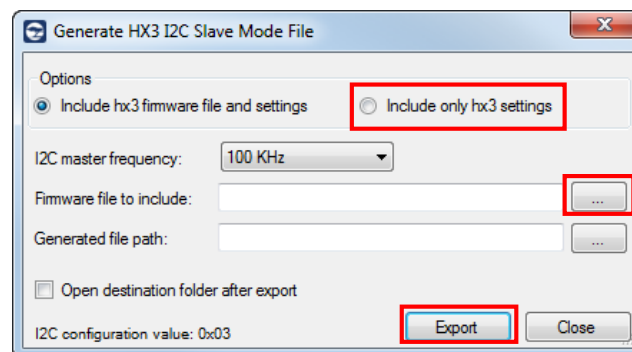 Generate HX3 I2C Slave Mode File
Options
Include hx3 firmware file and settings
Include only hx3 settings
I2C master frequency:
100 KHz
Firmware file to include:
...
Generated file path:
...
Open destination folder after export
I2C configuration value: 0x03
Export
Close